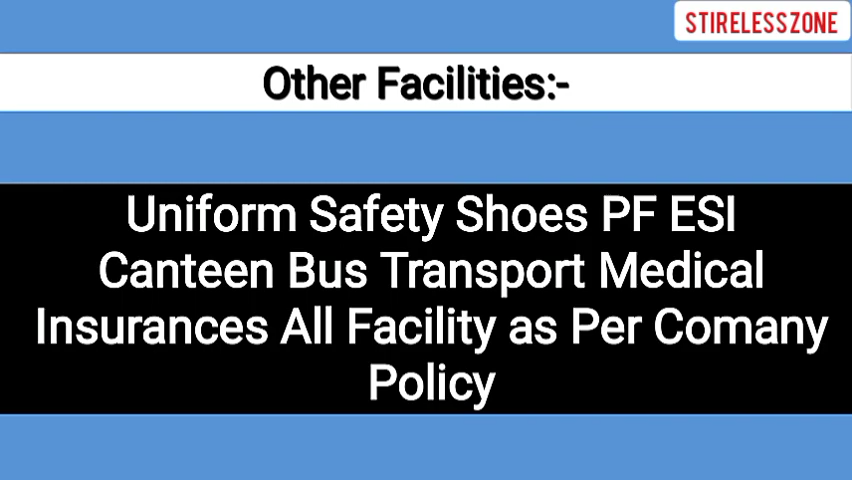 STIRELESSZONE
Other Facilities:-
Uniform Safety Shoes PF ESI
Canteen Bus Transport Medical
Insurances All Facility as Per Comany
Policy